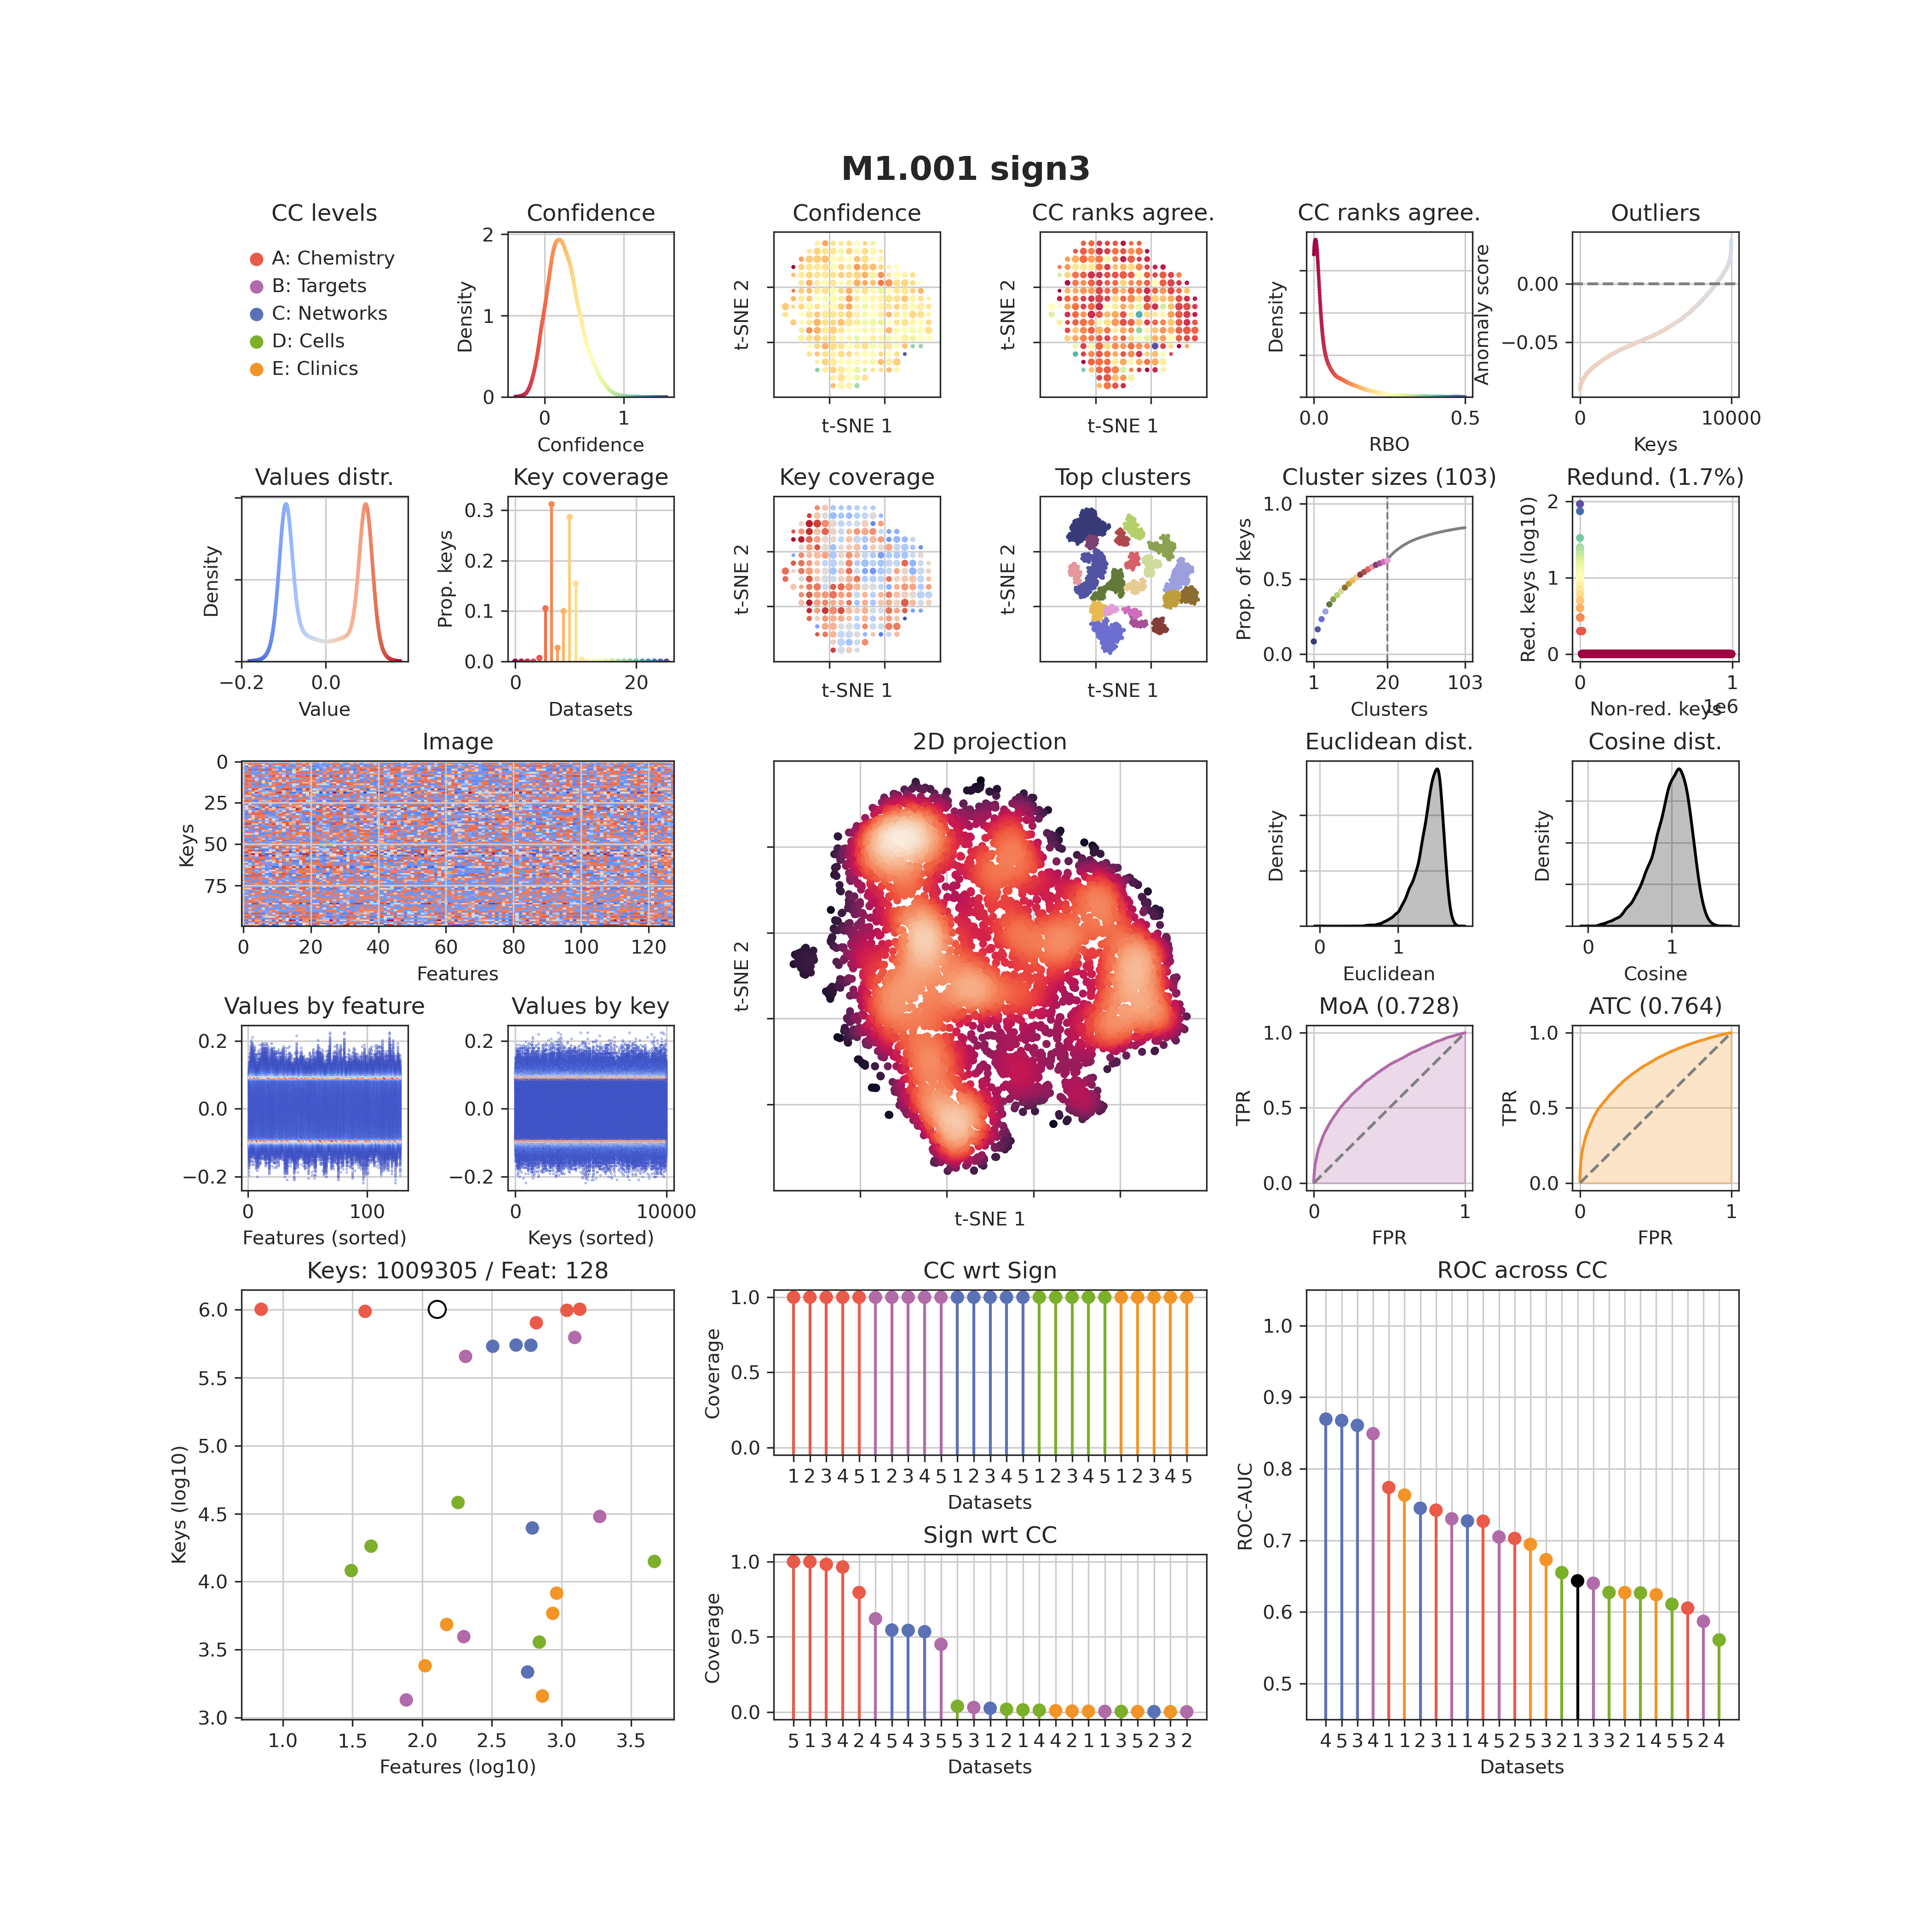 M1.001 sign3
CC levels
A: Chemistry
B: Targets
C: Networks
D: Cells
E: Clinics
Confidence
Density
2
1
0
0 1
Confidence
Confidence
t-SNE 2
t-SNE 1
CC ranks agree.
t-SNE 2
t-SNE 1
CC ranks agree.
Density
0.0 0.5
RBO
Outliers
Anomaly score
0.00
−0.05
0 10000
Keys
Values distr.
Density
−0.2 0.0
Value
Key coverage
Prop. keys
0.3
0.2
0.1
0.0
0 20
Datasets
Key coverage
t-SNE 2
t-SNE 1
Top clusters
t-SNE 2
t-SNE 1
Cluster sizes (103)
Prop. of keys
1.0
0.5
0.0
1 20 103
Clusters
Redund. (1.7%)
Red. keys (log10)
2
1
0
0 1
1e6
Non-red. keys
Image
Keys
0
25
50
75
0 20 40 60 80 100 120
Features
2D projection
t-SNE 2
t-SNE 1
Euclidean dist.
Density
0 1
Euclidean
Cosine dist.
Density
0 1
Cosine
Values by feature
0.2
0.0
−0.2
0 100
Features (sorted)
Values by key
0.2
0.0
−0.2
0 10000
Keys (sorted)
MoA (0.728)
TPR
1.0
0.5
0.0
0 1
FPR
ATC (0.764)
TPR
1.0
0.5
0.0
0 1
FPR
Keys: 1009305 / Feat: 128
Keys (log10)
6.0
5.5
5.0
4.5
4.0
3.5
3.0
1.0 1.5 2.0 2.5 3.0 3.5
Features (log10)
CC wrt Sign
Coverage
1.0
0.5
0.0
1 2 3 4 5 1 2 3 4 5 1 2 3 4 5 1 2 3 4 5 1 2 3 4 5
Datasets
Sign wrt CC
Coverage
1.0
0.5
0.0
5 1 3 4 2 4 5 4 3 5 5 3 1 2 1 4 4 2 1 1 3 5 2 3 2
Datasets
ROC across CC
ROC-AUC
1.0
0.9
0.8
0.7
0.6
0.5
4 5 3 4 1 1 2 3 1 1 4 5 2 5 3 2 1 3 3 2 1 4 5 5 2 4
Datasets